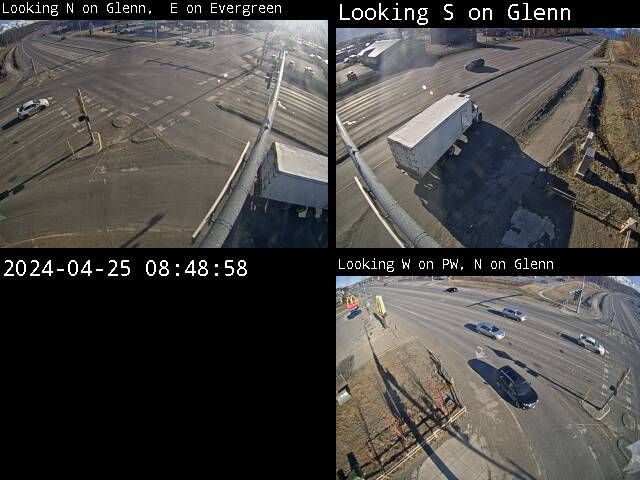 Looking N on Glenn,  E on Evergreen
Looking S on Glenn
2024-04-25 08:48:58
Looking W on PW, N on Glenn